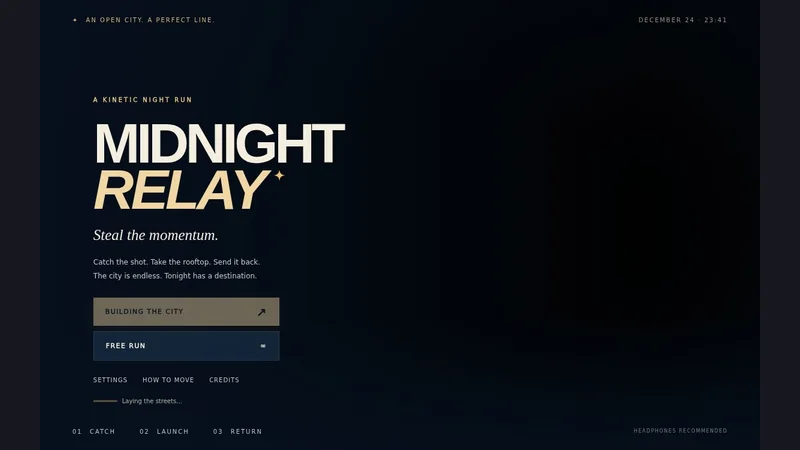 ✦ AN OPEN CITY. A PERFECT LINE.
DECEMBER 24 · 23:41
A KINETIC NIGHT RUN
MIDNIGHT
RELAY✦
Steal the momentum.
Catch the shot. Take the rooftop. Send it back.
The city is endless. Tonight has a destination.
BUILDING THE CITY ↗
FREE RUN ∞
SETTINGS HOW TO MOVE CREDITS
Laying the streets...
01 CATCH 02 LAUNCH 03 RETURN
HEADPHONES RECOMMENDED